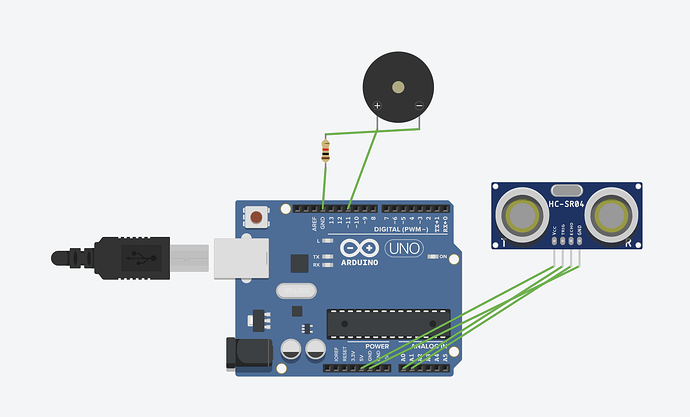 +
−
HC-SR04
VCC
TRIG
ECHO
GND
T
R
AREF
GND
13
12
~11
~10
~9
8
7
~6
~5
4
~3
2
TX→1
RX←0
DIGITAL (PWM~)
L
TX
RX
ARDUINO
UNO
ON
POWER
ANALOG IN
IOREF
RESET
3.3V
5V
GND
GND
A0
A1
A2
A3
A4
A5